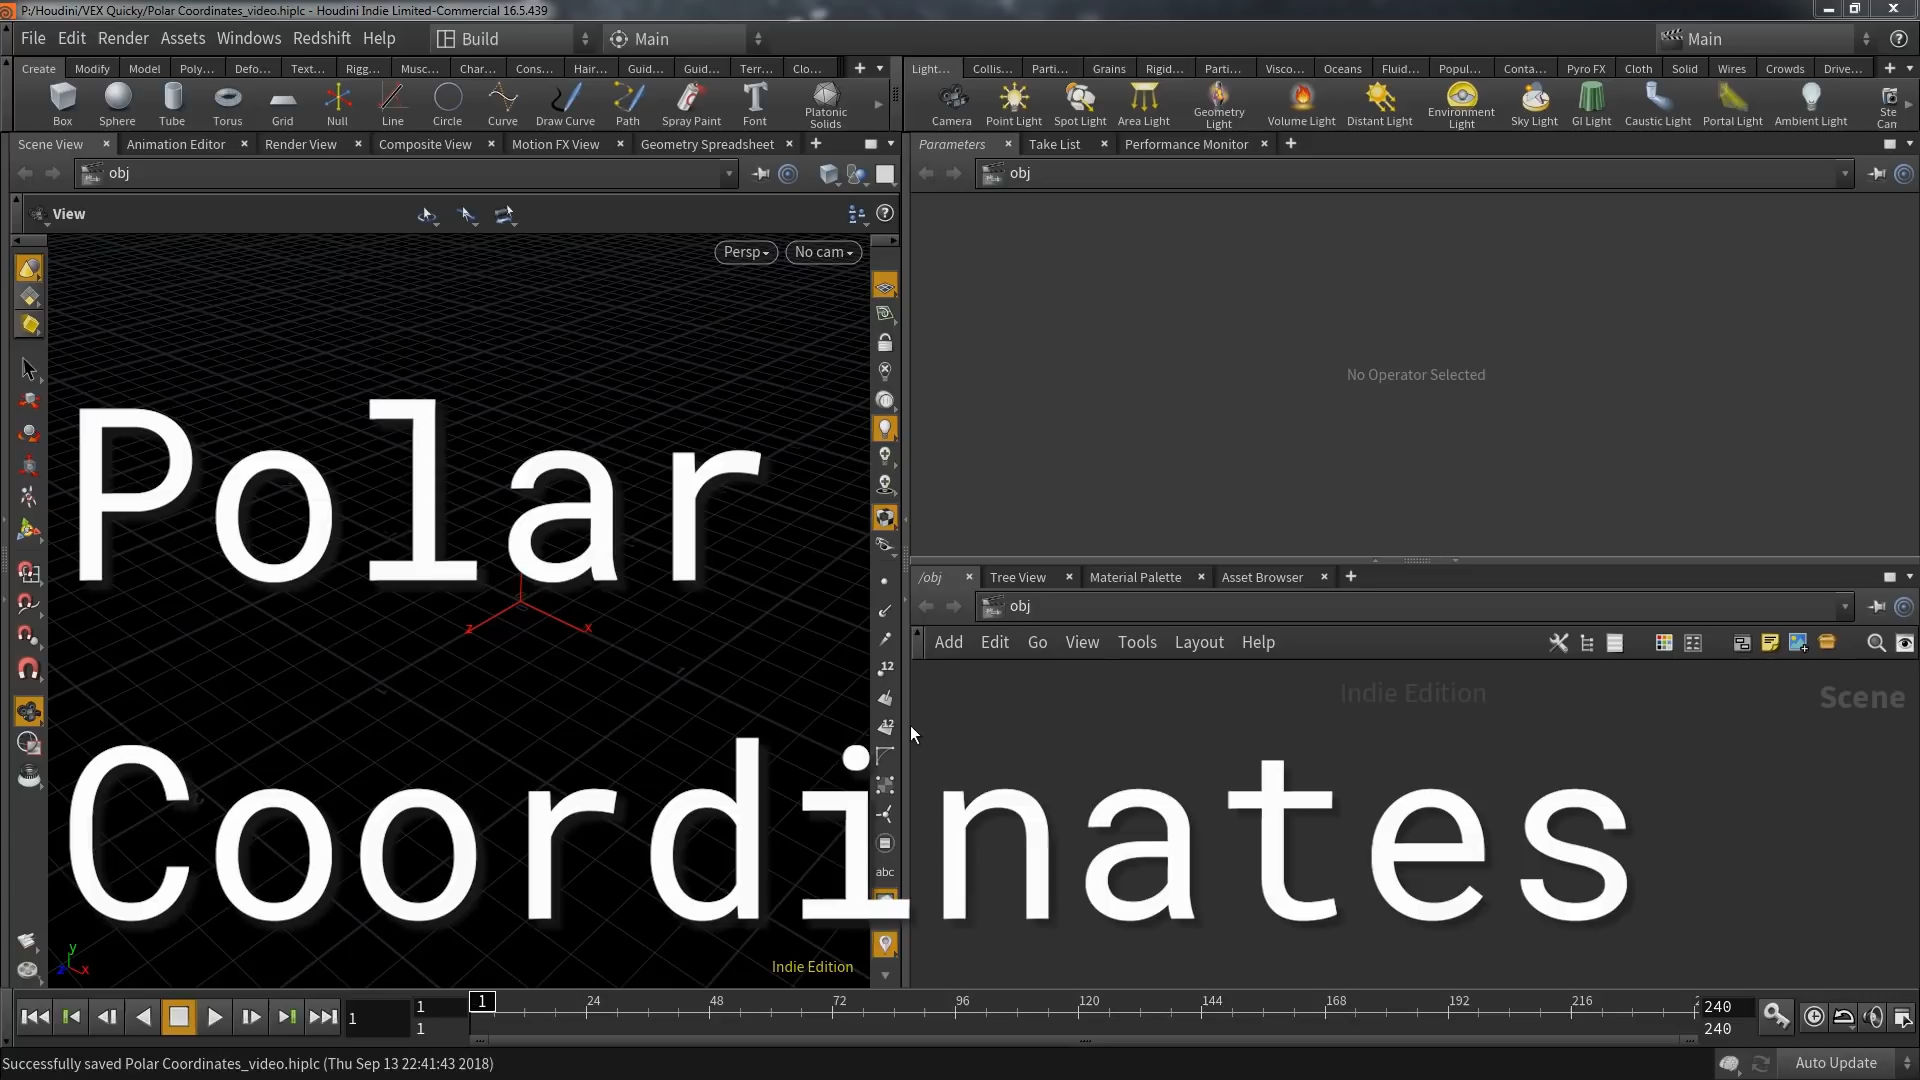 P:/Houdini/VEX Quicky/Polar Coordinates_video.hiplc - Houdini Indie Limited-Commercial 16.5.439
File Edit Render Assets Windows Redshift Help Build Main Main
Create Modify Model Poly... Defo... Text... Rigg... Musc... Char... Cons... Hair... Guid... Guid... Terr... Clo...
Light... Collis... Parti... Grains Rigid... Parti... Visco... Oceans Fluid... Popul... Conta... Pyro FX Cloth Solid Wires Crowds Drive...
Box Sphere Tube Torus Grid Null Line Circle Curve Draw Curve Path Spray Paint Font Platonic Solids
Camera Point Light Spot Light Area Light Geometry Light Volume Light Distant Light Environment Light Sky Light GI Light Caustic Light Portal Light Ambient Light Ste Can
Scene View Animation Editor Render View Composite View Motion FX View Geometry Spreadsheet
Parameters Take List Performance Monitor
obj
obj
View
Persp No cam
No Operator Selected
Polar
z x
/obj Tree View Material Palette Asset Browser
obj
Add Edit Go View Tools Layout Help
12
12
abc
Indie Edition
Scene
Coordinates
y
z x
Indie Edition
1 1 1 1 24 48 72 96 120 144 168 192 216 2 240 240
Successfully saved Polar Coordinates_video.hiplc (Thu Sep 13 22:41:43 2018)
Auto Update